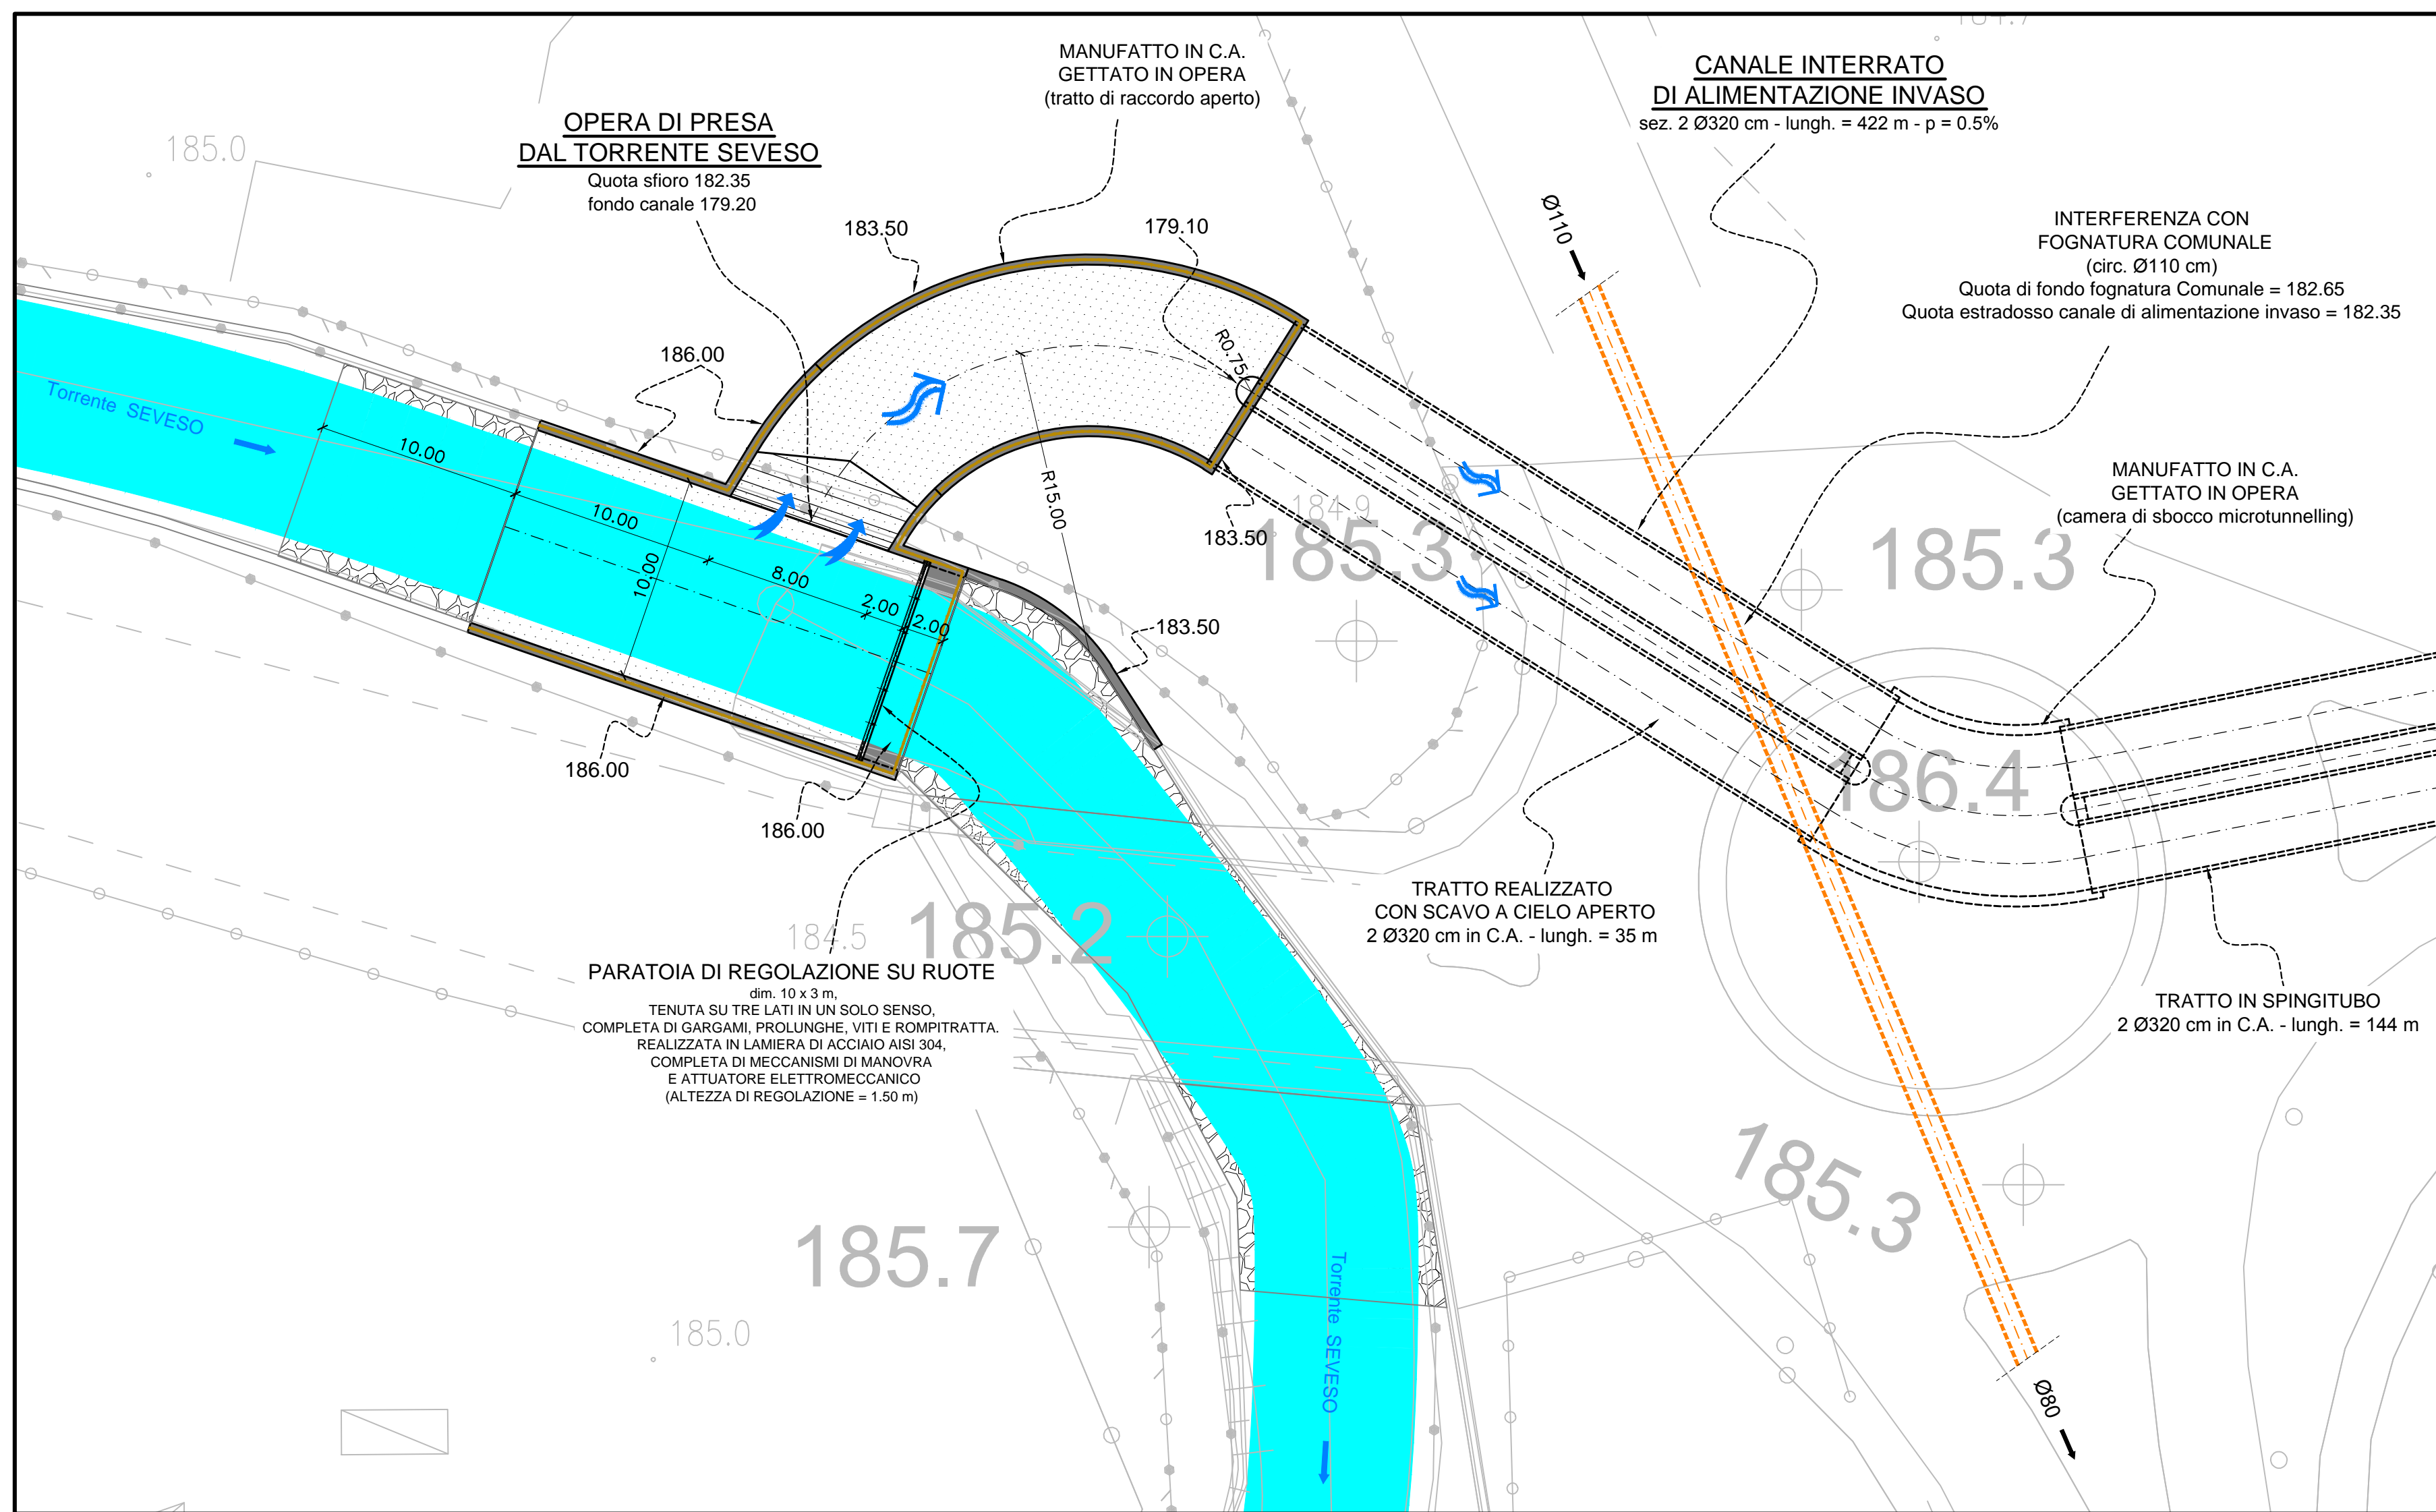 184.7
MANUFATTO IN C.A.
GETTATO IN OPERA
(tratto di raccordo aperto)
CANALE INTERRATO
DI ALIMENTAZIONE INVASO
sez. 2 Ø320 cm - lungh. = 422 m - p = 0.5%
OPERA DI PRESA
DAL TORRENTE SEVESO
Quota sfioro 182.35
fondo canale 179.20
185.0
183.50
179.10
Ø110
INTERFERENZA CON
FOGNATURA COMUNALE
(circ. Ø110 cm)
Quota di fondo fognatura Comunale = 182.65
Quota estradosso canale di alimentazione invaso = 182.35
186.00
R0.75
Torrente SEVESO
10.00
10.00
10.00
8.00
2.00
2.00
R15.00
183.50
184.9
185.3
185.3
MANUFATTO IN C.A.
GETTATO IN OPERA
(camera di sbocco microtunnelling)
183.50
186.00
186.00
186.4
TRATTO REALIZZATO
CON SCAVO A CIELO APERTO
2 Ø320 cm in C.A. - lungh. = 35 m
184.5
185.2
PARATOIA DI REGOLAZIONE SU RUOTE
dim. 10 x 3 m,
TENUTA SU TRE LATI IN UN SOLO SENSO,
COMPLETA DI GARGAMI, PROLUNGHE, VITI E ROMPITRATTA.
REALIZZATA IN LAMIERA DI ACCIAIO AISI 304,
COMPLETA DI MECCANISMI DI MANOVRA
E ATTUATORE ELETTROMECCANICO
(ALTEZZA DI REGOLAZIONE = 1.50 m)
TRATTO IN SPINGITUBO
2 Ø320 cm in C.A. - lungh. = 144 m
185.3
185.7
Torrente SEVESO
185.0
Ø80